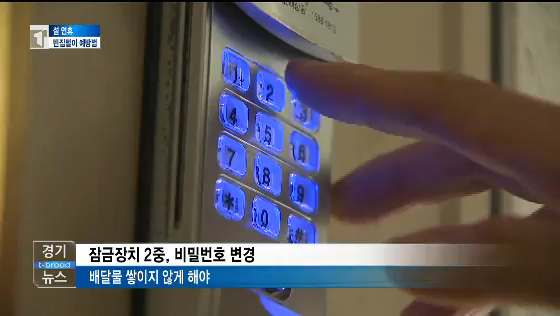 1
설 연휴
빈집털이 예방법
1 2 3
4 5 6
7 8 9
* 0 #
경기
t-broad
뉴스
잠금장치 2중, 비밀번호 변경
배달물 쌓이지 않게 해야